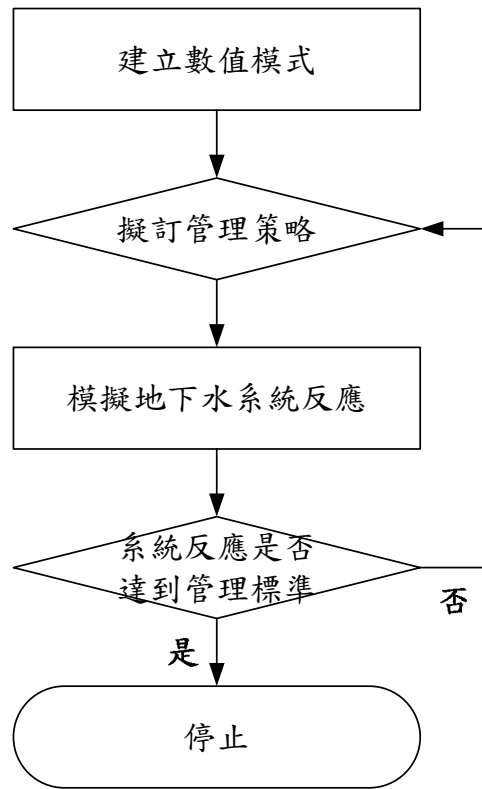 建立數值模式
擬訂管理策略
模擬地下水系統反應
系統反應是否
達到管理標準
否
是
停止